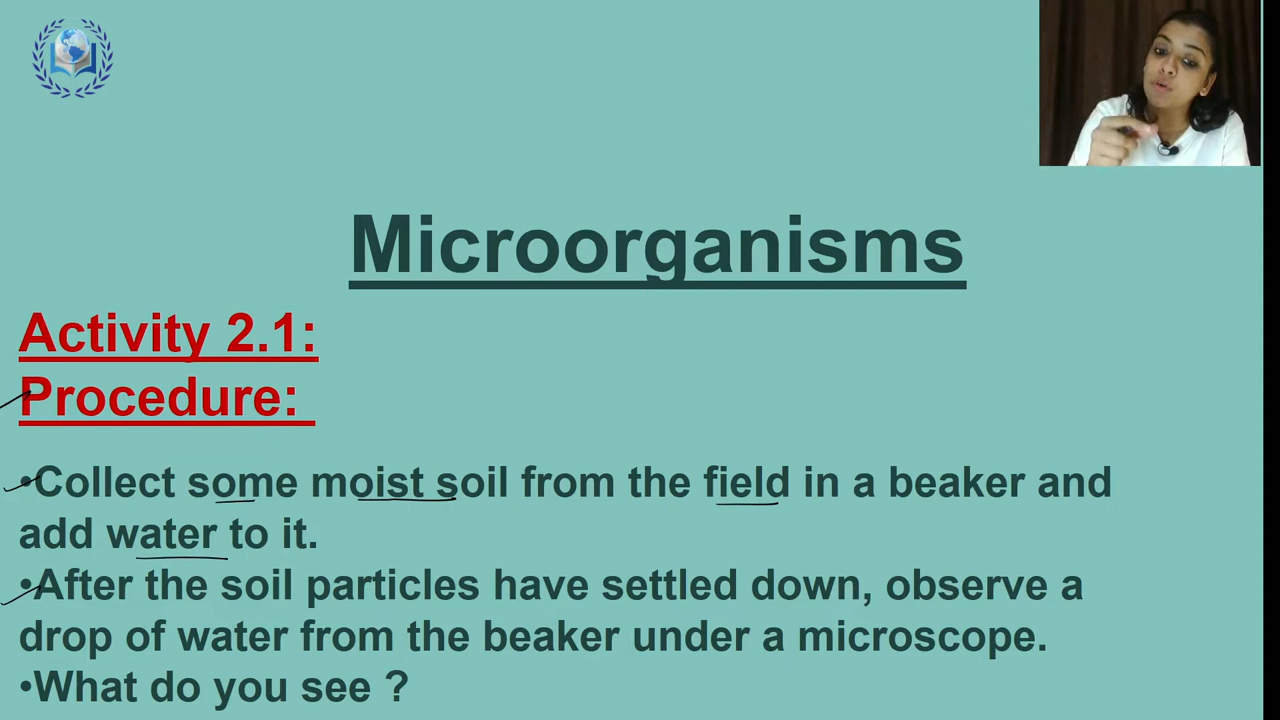 Microorganisms
Activity 2.1:
Procedure:
•Collect some moist soil from the field in a beaker and
add water to it.
•After the soil particles have settled down, observe a
drop of water from the beaker under a microscope.
•What do you see ?